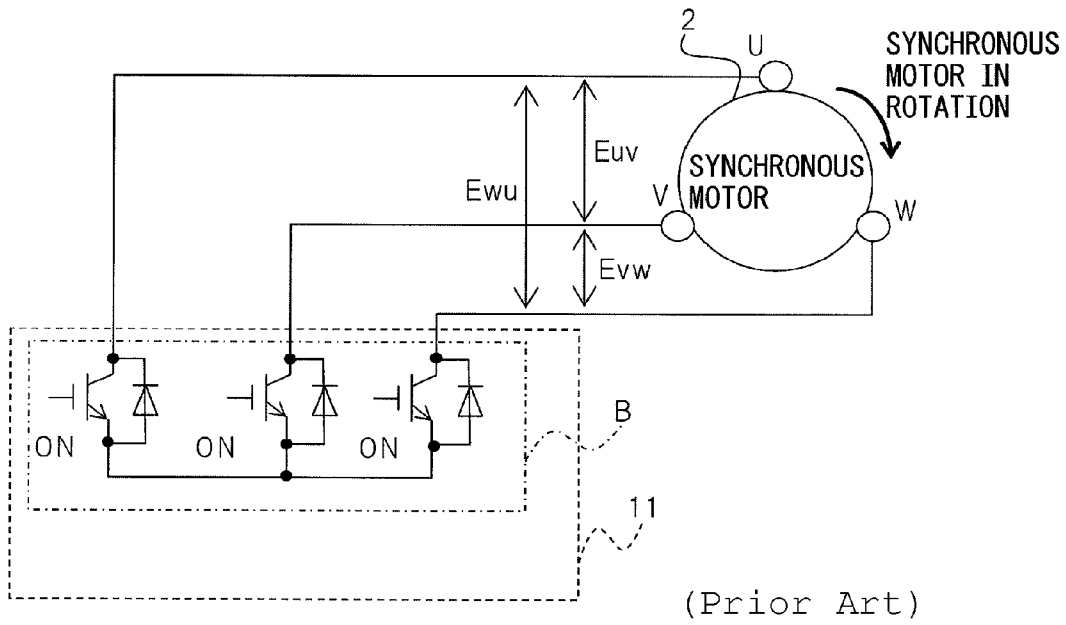 2
U
SYNCHRONOUS
MOTOR IN
ROTATION
Euv
Ewu
SYNCHRONOUS
MOTOR
V
W
Evw
ON
ON
ON
B
11
(Prior Art)